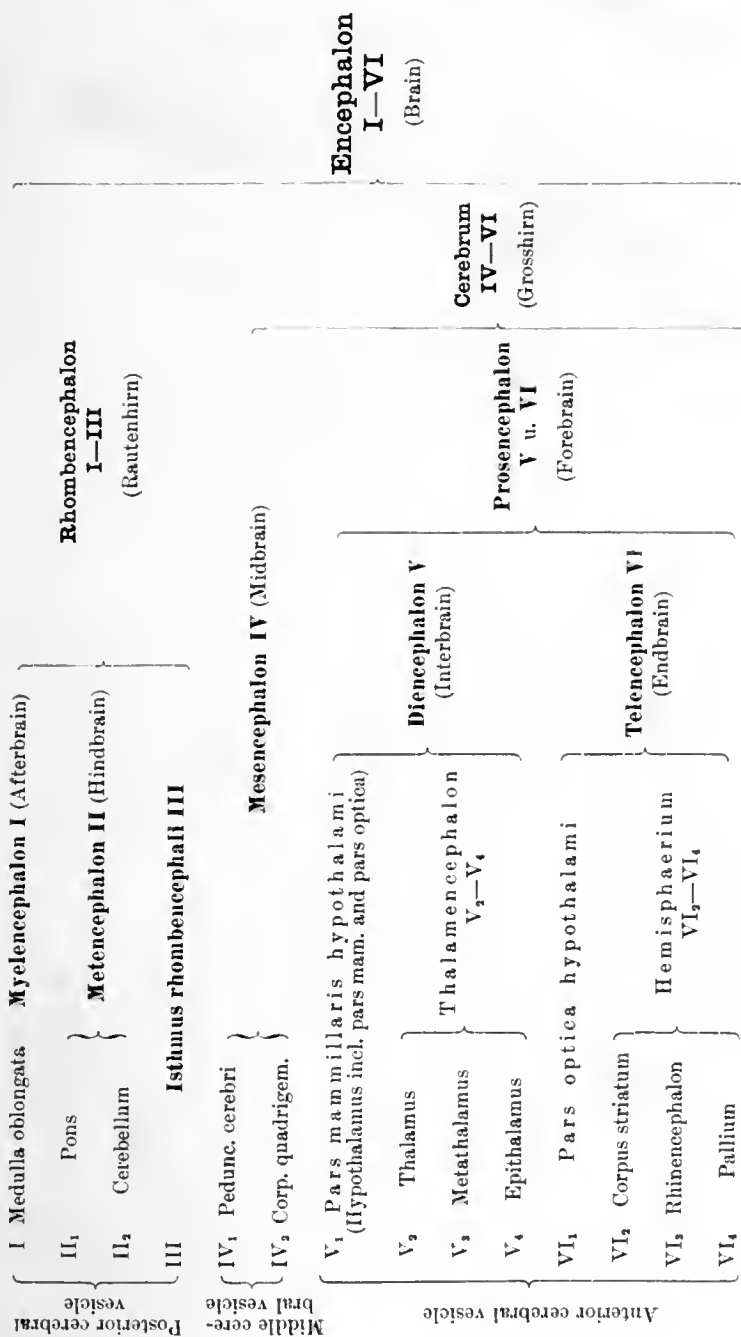 Posterior cerebral
vesicle
I Medulla oblongata Myelencephalon I (Afterbrain)
II₁ Pons
Metencephalon II (Hindbrain)
II₂ Cerebellum
III Isthmus rhombencephali III
Rhombencephalon
I—III
(Rautenhirn)
Middle cere-
bral vesicle
IV₁ Pedunc. cerebri
IV₂ Corp. quadrigem.
Mesencephalon IV (Midbrain)
Anterior cerebral vesicle
V₁ Pars mammillaris hypothalami
(Hypothalamus incl. pars mam. and pars optica)
V₂ Thalamus
V₃ Metathalamus
V₄ Epithalamus
Thalamencephalon
V₂—V₄
Diencephalon V
(Interbrain)
VI₁ Pars optica hypothalami
VI₂ Corpus striatum
VI₃ Rhinencephalon
VI₄ Pallium
Hemisphaerium
VI₂—VI₄
Telencephalon VI
(Endbrain)
Prosencephalon
V u. VI
(Forebrain)
Cerebrum
IV—VI
(Grosshirn)
Encephalon
I—VI
(Brain)